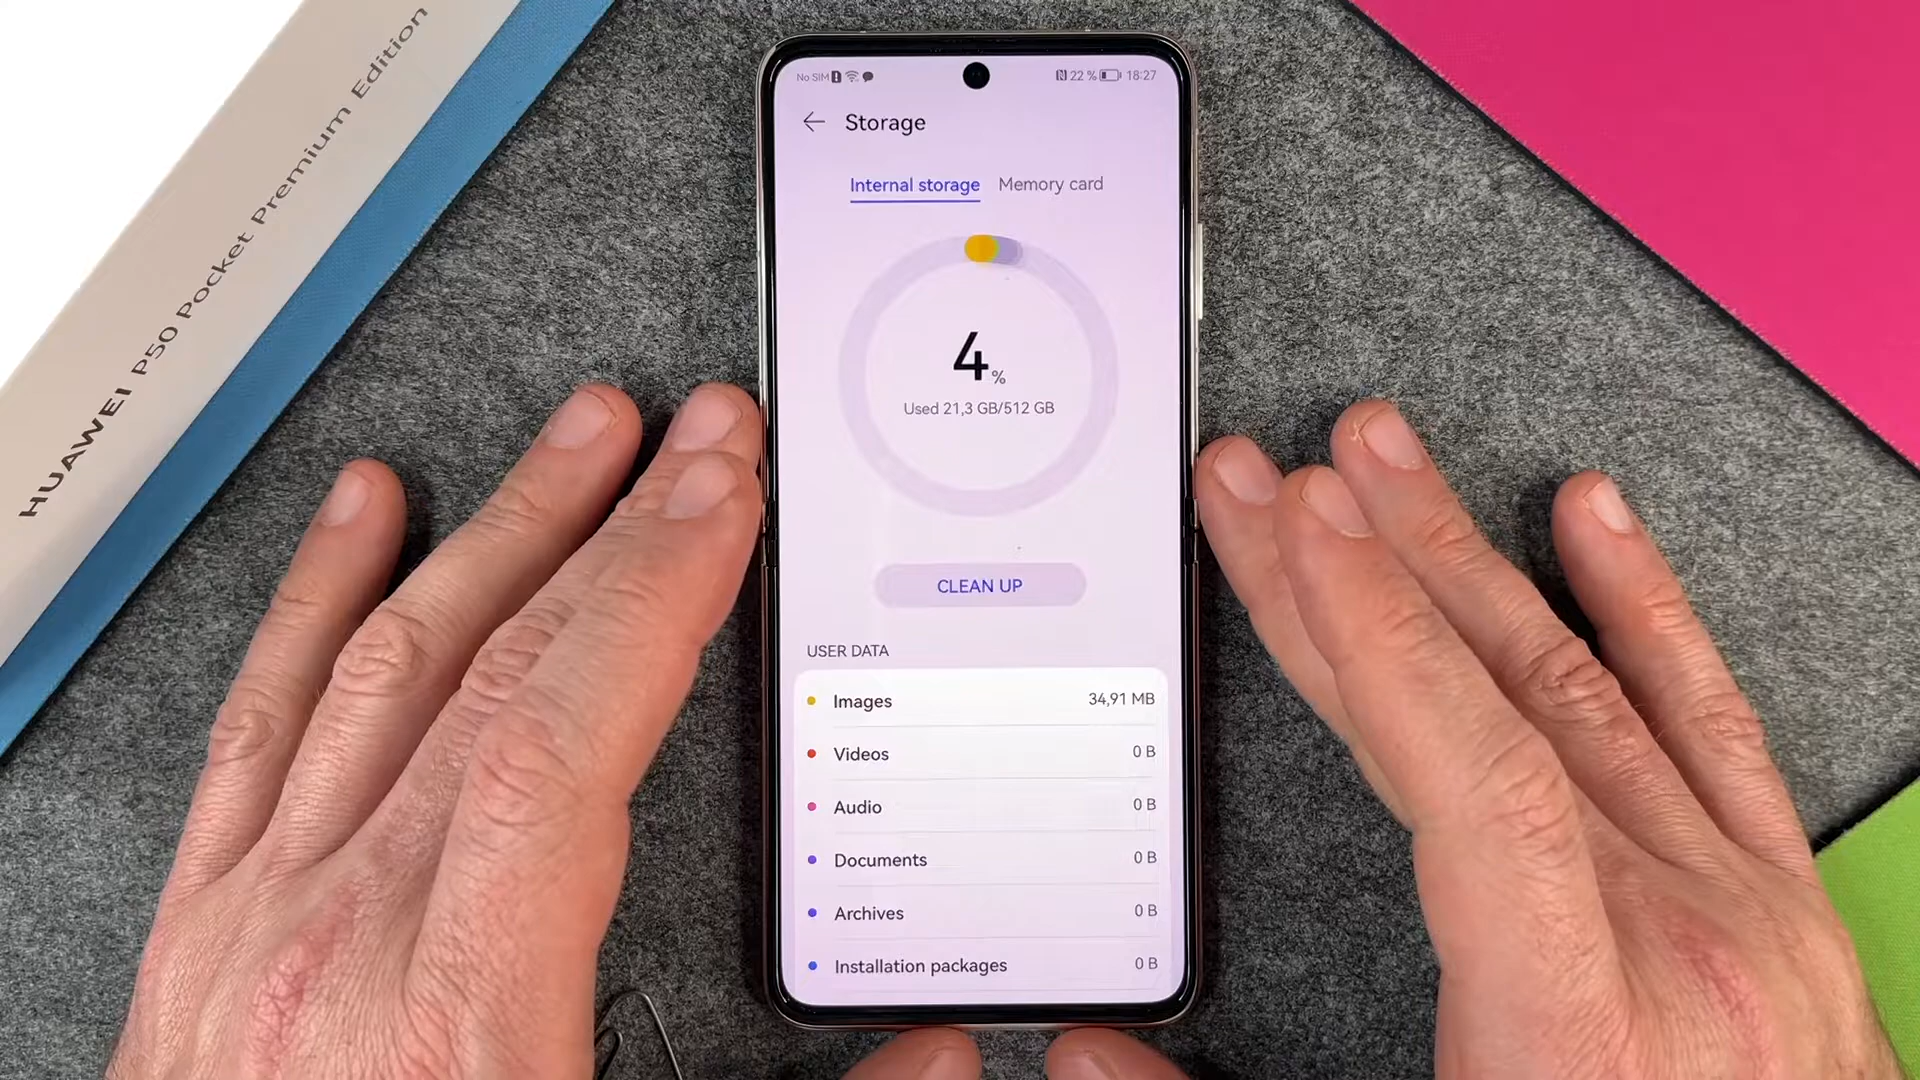 HUAWEI P50 Pocket Premium Edition
No SIM 22 % 18:27
Storage
Internal storage Memory card
4%
Used 21,3 GB/512 GB
CLEAN UP
USER DATA
Images 34,91 MB
Videos 0 B
Audio 0 B
Documents 0 B
Archives 0 B
Installation packages 0 B